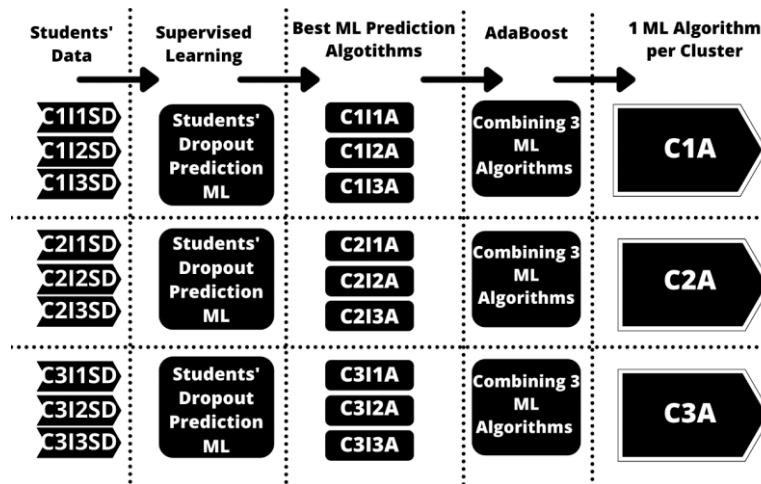 Students' Data
Supervised Learning
Best ML Prediction Algotithms
AdaBoost
1 ML Algorithm per Cluster
C1I1SD
C1I2SD
C1I3SD
Students'
Dropout
Prediction
ML
C1I1A
C1I2A
C1I3A
Combining 3
ML
Algorithms
C1A
C2I1SD
C2I2SD
C2I3SD
Students'
Dropout
Prediction
ML
C2I1A
C2I2A
C2I3A
Combining 3
ML
Algorithms
C2A
C3I1SD
C3I2SD
C3I3SD
Students'
Dropout
Prediction
ML
C3I1A
C3I2A
C3I3A
Combining 3
ML
Algorithms
C3A